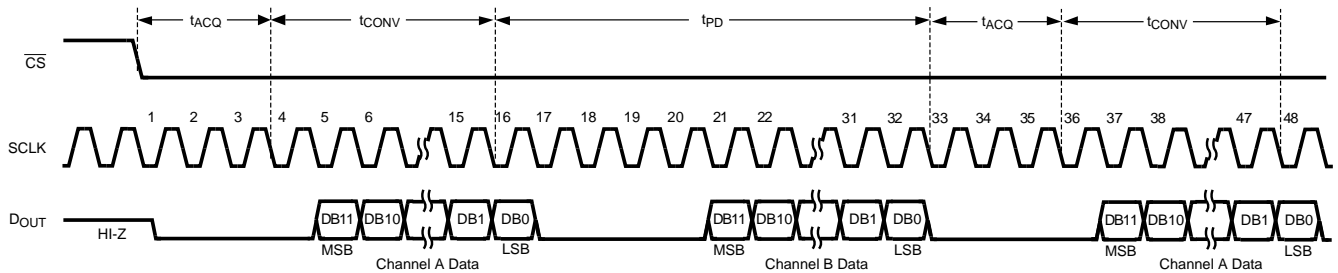 tACQ tCONV tPD tACQ tCONV
CS
1 2 3 4 5 6 15 16 17 18 19 20 21 22 31 32 33 34 35 36 37 38 47 48
SCLK
DOUT DB11 DB10 DB1 DB0 DB11 DB10 DB1 DB0 DB11 DB10 DB1 DB0
HI-Z MSB LSB MSB LSB MSB LSB
Channel A Data Channel B Data Channel A Data